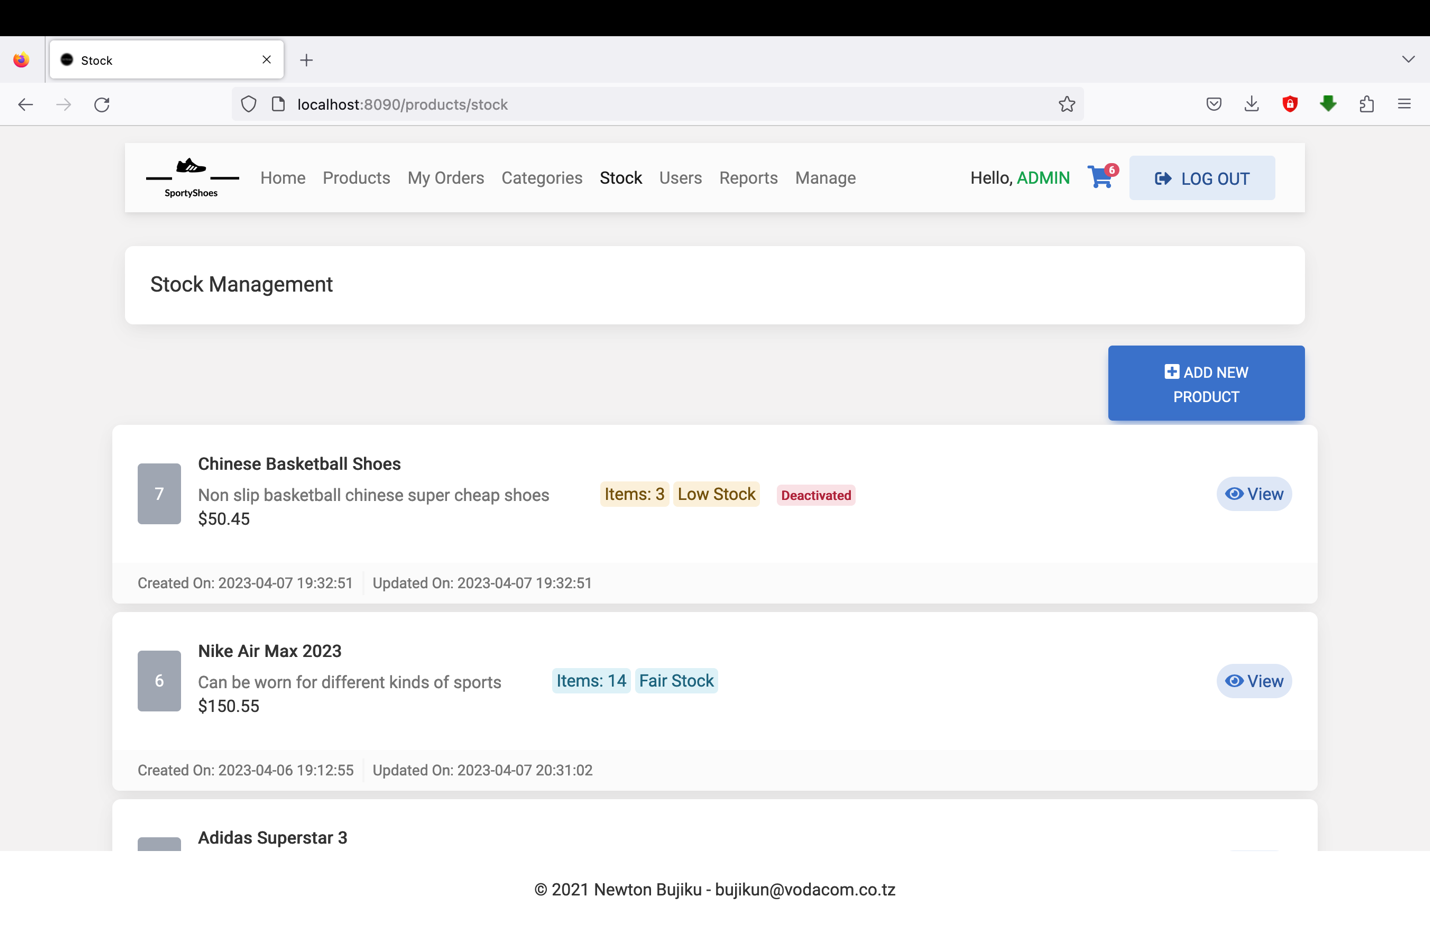 Stock
localhost:8090/products/stock
SportyShoes
Home Products My Orders Categories Stock Users Reports Manage Hello, ADMIN 6 LOG OUT
Stock Management
ADD NEW
PRODUCT
Chinese Basketball Shoes
7 Non slip basketball chinese super cheap shoes Items: 3 Low Stock Deactivated View
$50.45
Created On: 2023-04-07 19:32:51 Updated On: 2023-04-07 19:32:51
Nike Air Max 2023
6 Can be worn for different kinds of sports Items: 14 Fair Stock View
$150.55
Created On: 2023-04-06 19:12:55 Updated On: 2023-04-07 20:31:02
Adidas Superstar 3
© 2021 Newton Bujiku - bujikun@vodacom.co.tz